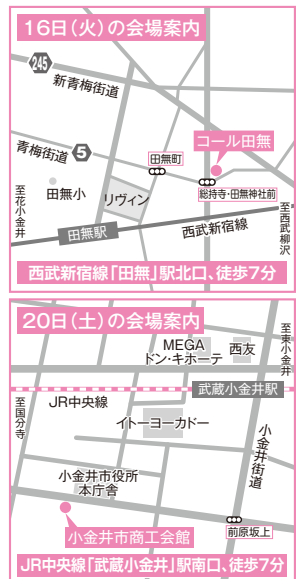 16日(火)の会場案内
245
新青梅街道
コール田無
青梅街道
5
田無町
至花小金井
田無小
リヴィン
総持寺・田無神社前
至西武柳沢
田無駅
西武新宿線
西武新宿線「田無」駅北口、徒歩7分
20日(土)の会場案内
至東小金井
MEGA
ドン・キホーテ
西友
武蔵小金井駅
至国分寺
JR中央線
イトーヨーカドー
小金井街道
小金井市役所
本庁舎
小金井市商工会館
前原坂上
JR中央線「武蔵小金井」駅南口、徒歩7分